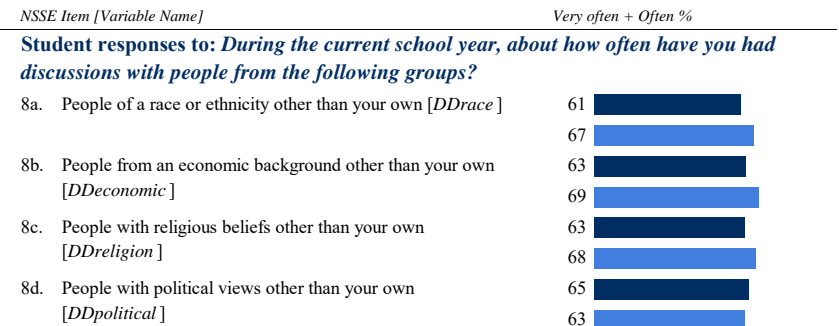 NSSE Item [Variable Name] Very often + Often %
Student responses to: During the current school year, about how often have you had
discussions with people from the following groups?
8a. People of a race or ethnicity other than your own [DDrace ] 61
67
8b. People from an economic background other than your own 63
[DDeconomic ]
69
8c. People with religious beliefs other than your own 63
[DDreligion ]
68
8d. People with political views other than your own 65
[DDpolitical ]
63